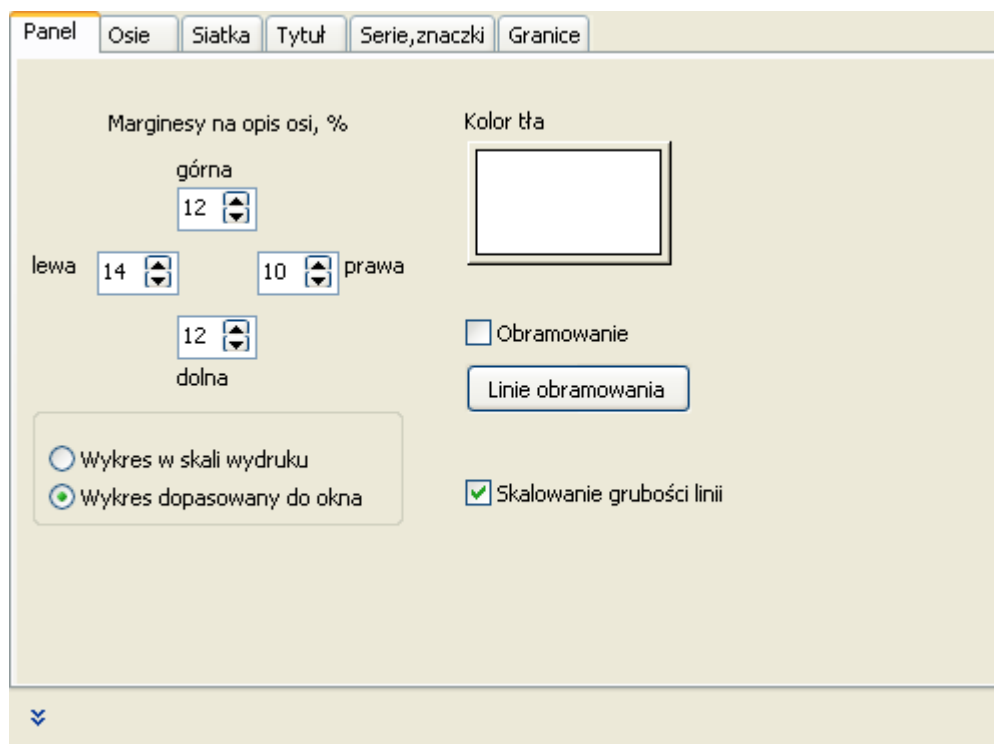 Panel Osie Siatka Tytuł Serie,znaczki Granice
Marginesy na opis osi, %
górna
12
lewa 14 10 prawa
12
dolna
Wykres w skali wydruku
Wykres dopasowany do okna
Kolor tła
Obramowanie
Linie obramowania
Skalowanie grubości linii